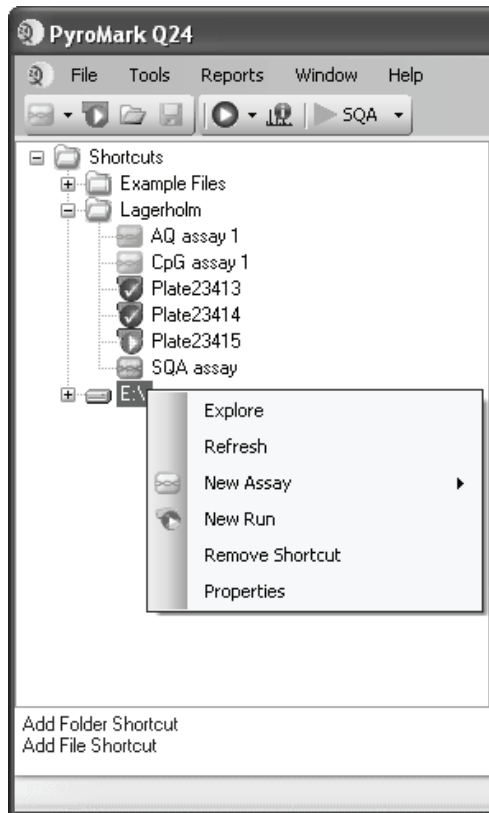 PyroMark Q24
File Tools Reports Window Help
SQA
Shortcuts
Example Files
Lagerholm
AQ assay 1
CpG assay 1
Plate23413
Plate23414
Plate23415
SQA assay
E:\
Explore
Refresh
New Assay
New Run
Remove Shortcut
Properties
Add Folder Shortcut
Add File Shortcut